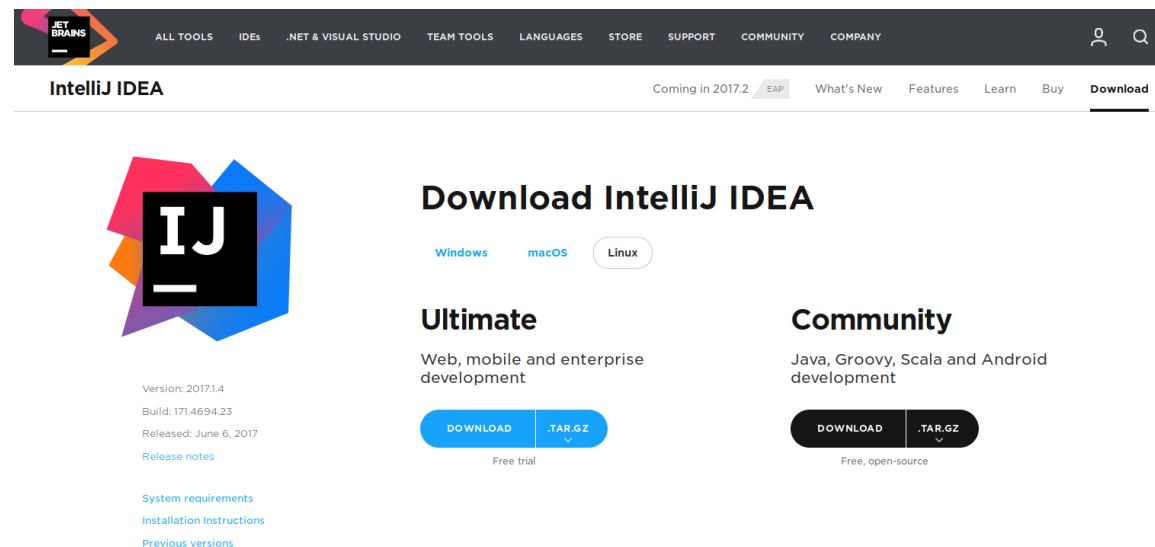 JET
BRAINS
ALL TOOLS IDEs .NET & VISUAL STUDIO TEAM TOOLS LANGUAGES STORE SUPPORT COMMUNITY COMPANY
IntelliJ IDEA Coming in 2017.2 EAP What's New Features Learn Buy Download
IJ
Download IntelliJ IDEA
Windows macOS Linux
Ultimate
Web, mobile and enterprise
development
DOWNLOAD .TAR.GZ
Free trial
Community
Java, Groovy, Scala and Android
development
DOWNLOAD .TAR.GZ
Free, open-source
Version: 2017.1.4
Build: 171.4694.23
Released: June 6, 2017
Release notes
System requirements
Installation Instructions
Previous versions